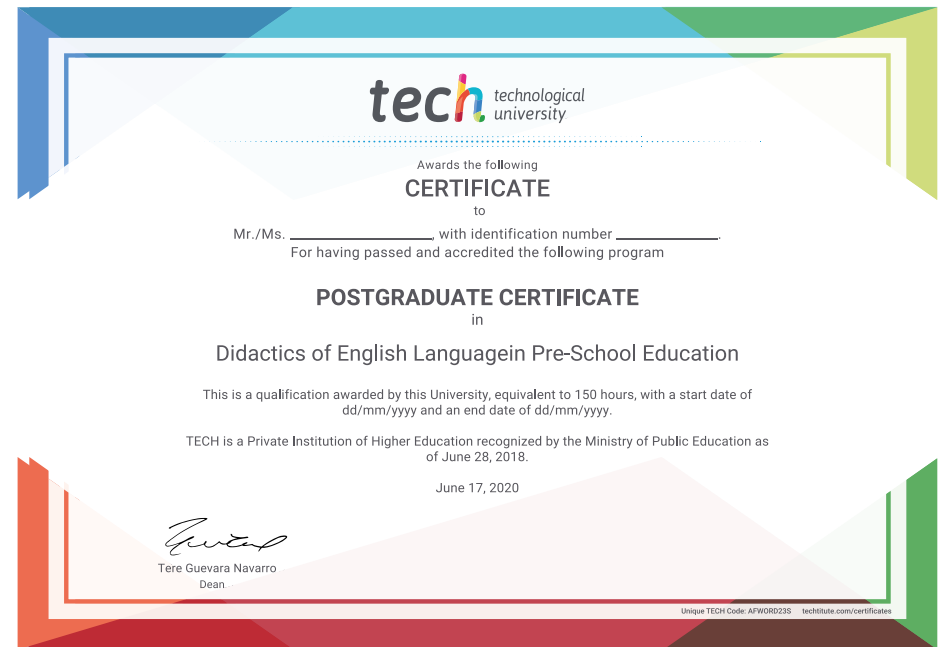 tech technological
university
Awards the following
CERTIFICATE
to
Mr./Ms. ________________, with identification number ____________.
For having passed and accredited the following program
POSTGRADUATE CERTIFICATE
in
Didactics of English Languagein Pre-School Education
This is a qualification awarded by this University, equivalent to 150 hours, with a start date of
dd/mm/yyyy and an end date of dd/mm/yyyy.
TECH is a Private Institution of Higher Education recognized by the Ministry of Public Education as
of June 28, 2018.
June 17, 2020
Tere Guevara Navarro
Dean
Unique TECH Code: AFWORD23S techtitute.com/certificates